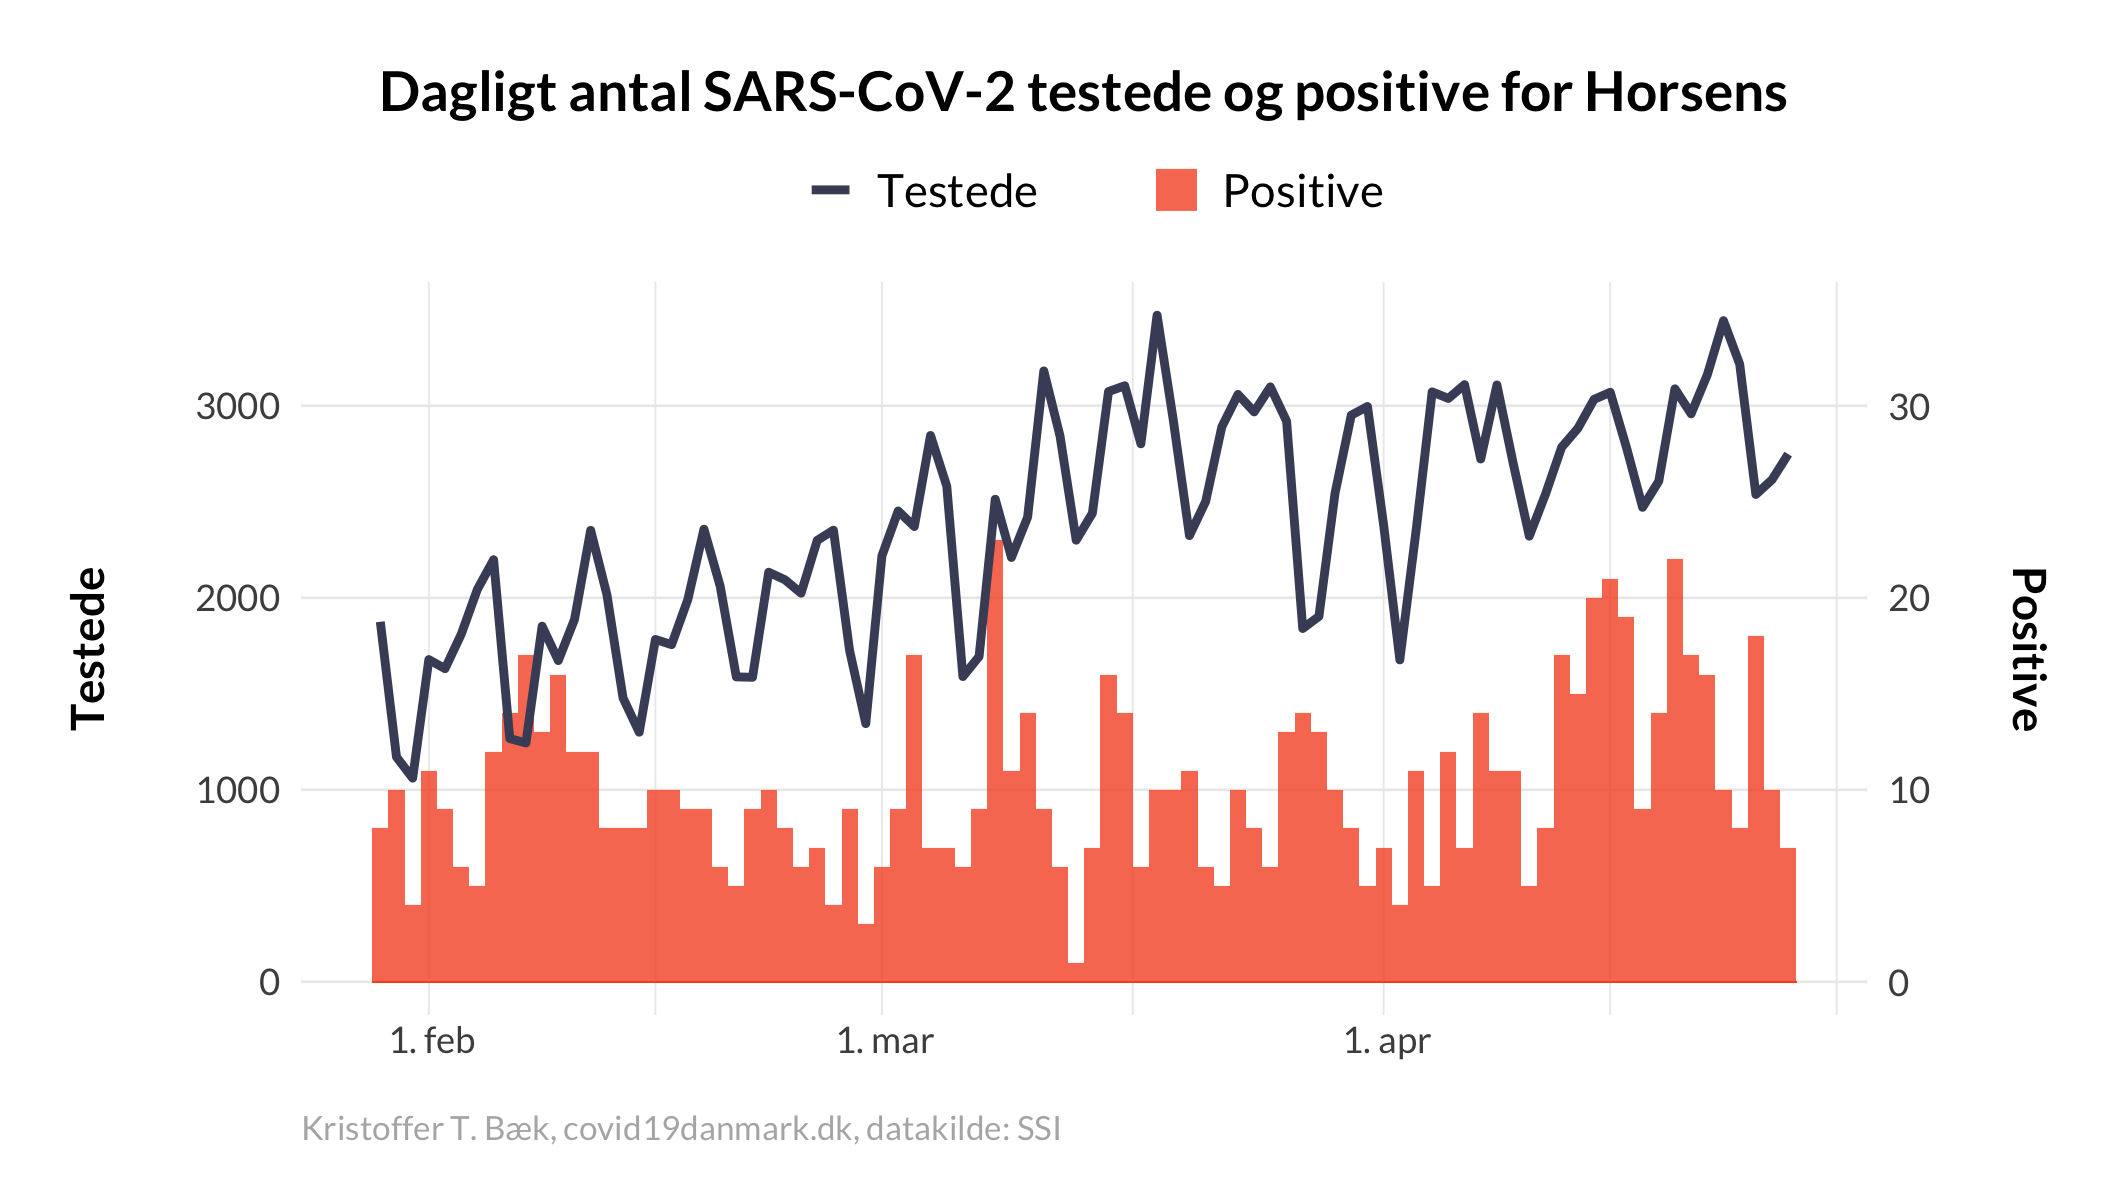 Dagligt antal SARS-CoV-2 testede og positive for Horsens
Testede
Positive
3000
2000
1000
0
30
20
10
0
Testede
Positive
1. feb
1. mar
1. apr
Kristoffer T. Bæk, covid19danmark.dk, datakilde: SSI